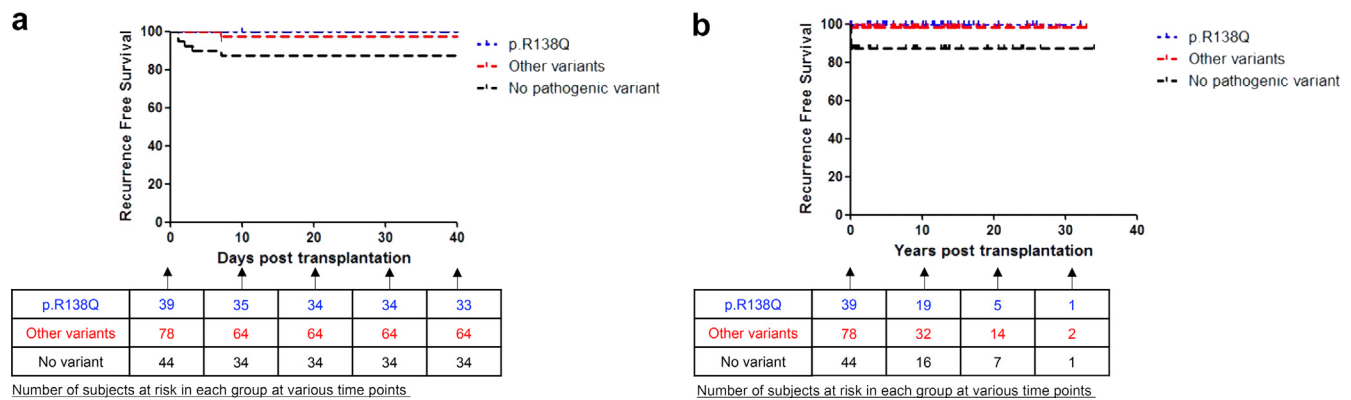 a
Recurrence Free Survival
100
80
60
40
20
0
0 10 20 30 40
Days post transplantation
p.R138Q
Other variants
No pathogenic variant
p.R138Q 39 35 34 34 33
Other variants 78 64 64 64 64
No variant 44 34 34 34 34
Number of subjects at risk in each group at various time points
b
Recurrence Free Survival
100
80
60
40
20
0
0 10 20 30 40
Years post transplantation
p.R138Q
Other variants
No pathogenic variant
p.R138Q 39 19 5 1
Other variants 78 32 14 2
No variant 44 16 7 1
Number of subjects at risk in each group at various time points